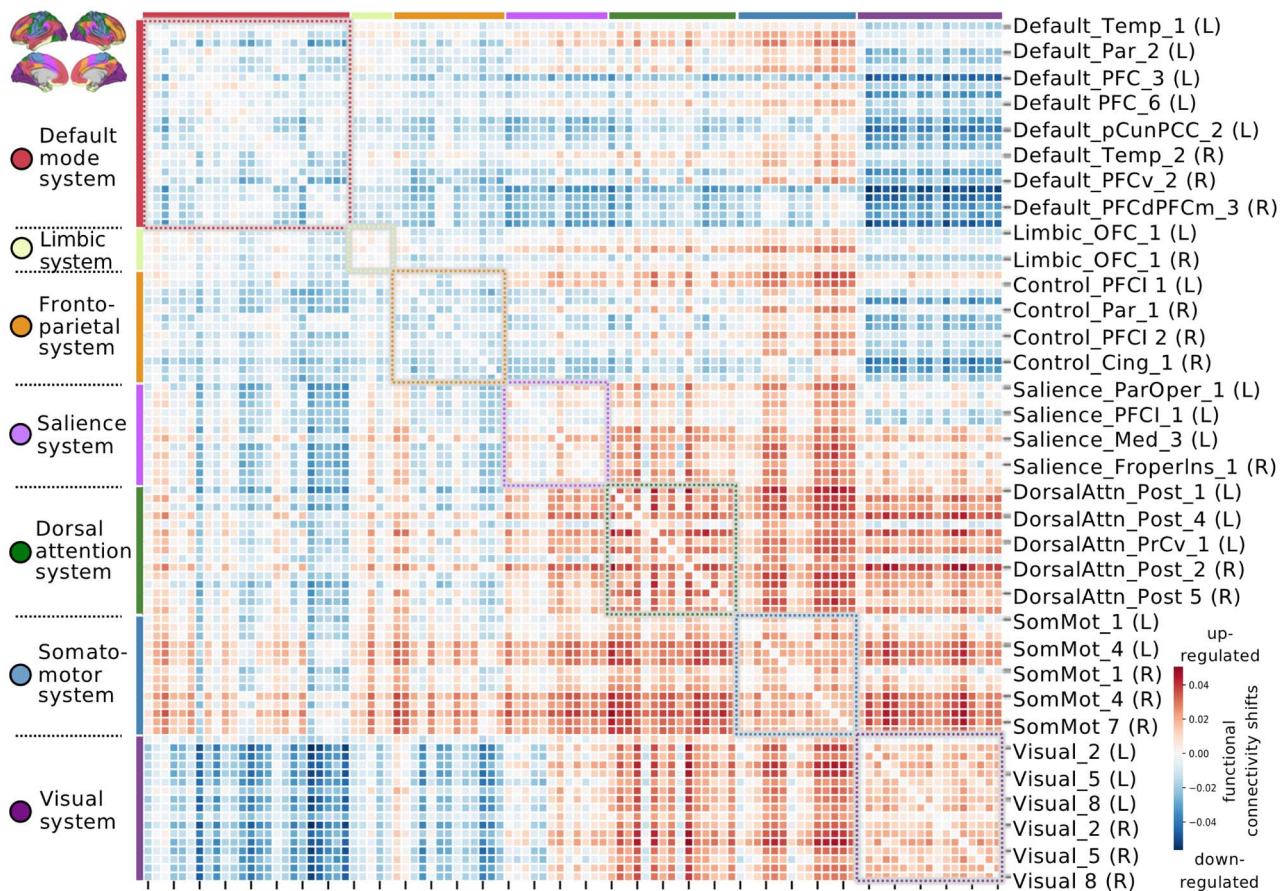 Default
mode
system
Limbic
system
Fronto-
parietal
system
Salience
system
Dorsal
attention
system
Somato-
motor
system
Visual
system
Default_Temp_1 (L)
Default_Par_2 (L)
Default_PFC_3 (L)
Default PFC_6 (L)
Default_pCunPCC_2 (L)
Default_Temp_2 (R)
Default_PFCv_2 (R)
Default_PFCdPFCm_3 (R)
Limbic_OFC_1 (L)
Limbic_OFC_1 (R)
Control_PFCl 1 (L)
Control_Par_1 (R)
Control_PFCl 2 (R)
Control_Cing_1 (R)
Salience_ParOper_1 (L)
Salience_PFCl_1 (L)
Salience_Med_3 (L)
Salience_FroperIns_1 (R)
DorsalAttn_Post_1 (L)
DorsalAttn_Post_4 (L)
DorsalAttn_PrCv_1 (L)
DorsalAttn_Post_2 (R)
DorsalAttn_Post 5 (R)
SomMot_1 (L)
SomMot_4 (L)
SomMot_1 (R)
SomMot_4 (R)
SomMot 7 (R)
Visual_2 (L)
Visual_5 (L)
Visual_8 (L)
Visual_2 (R)
Visual_5 (R)
Visual 8 (R)
up-
regulated
0.04
0.02
0.00
−0.02
−0.04
functional
connectivity shifts
down-
regulated